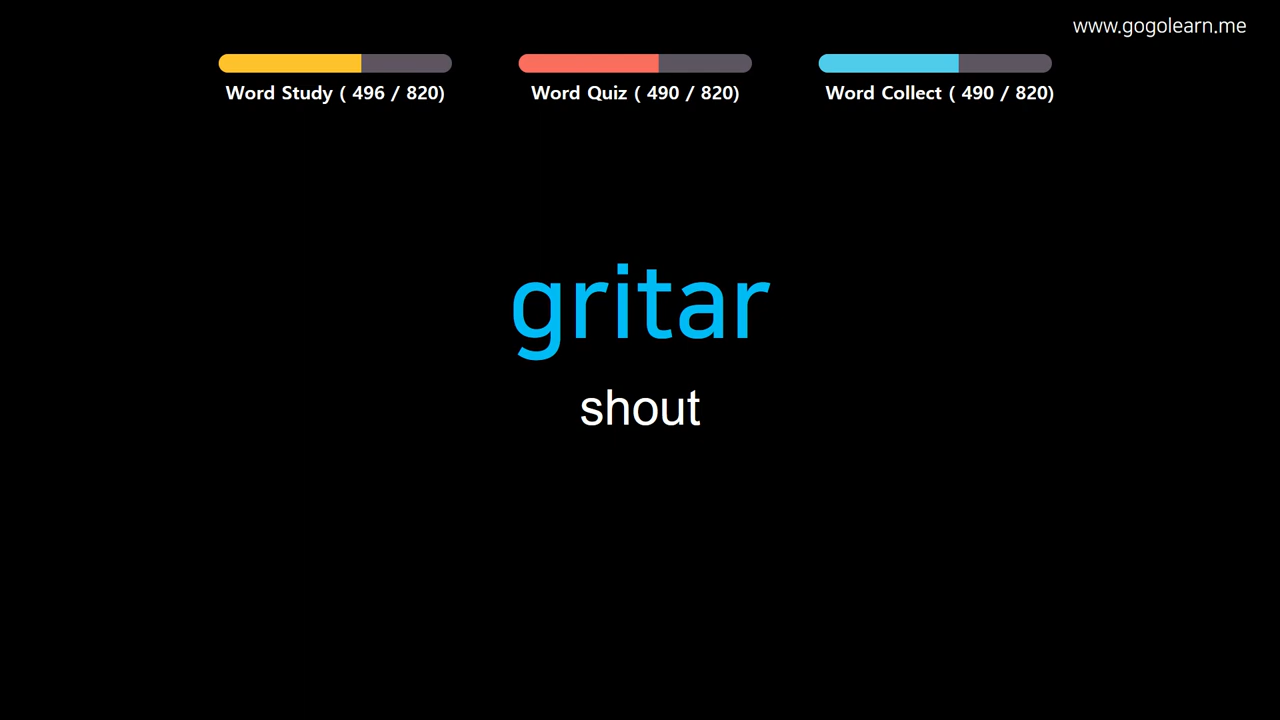 www.gogolearn.me
Word Study ( 496 / 820)
Word Quiz ( 490 / 820)
Word Collect ( 490 / 820)
gritar
shout